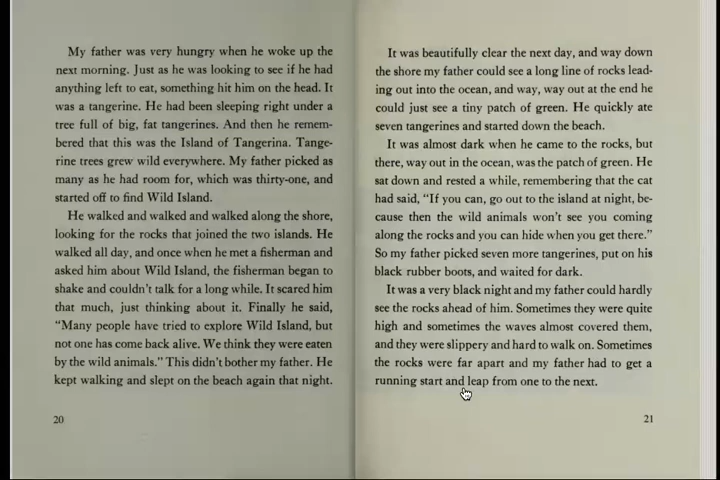 My father was very hungry when he woke up the
next morning. Just as he was looking to see if he had
anything left to eat, something hit him on the head. It
was a tangerine. He had been sleeping right under a
tree full of big, fat tangerines. And then he remem-
bered that this was the Island of Tangerina. Tange-
rine trees grew wild everywhere. My father picked as
many as he had room for, which was thirty-one, and
started off to find Wild Island.
He walked and walked and walked along the shore,
looking for the rocks that joined the two islands. He
walked all day, and once when he met a fisherman and
asked him about Wild Island, the fisherman began to
shake and couldn't talk for a long while. It scared him
that much, just thinking about it. Finally he said,
"Many people have tried to explore Wild Island, but
not one has come back alive. We think they were eaten
by the wild animals." This didn't bother my father. He
kept walking and slept on the beach again that night.
20
It was beautifully clear the next day, and way down
the shore my father could see a long line of rocks lead-
ing out into the ocean, and way, way out at the end he
could just see a tiny patch of green. He quickly ate
seven tangerines and started down the beach.
It was almost dark when he came to the rocks, but
there, way out in the ocean, was the patch of green. He
sat down and rested a while, remembering that the cat
had said, "If you can, go out to the island at night, be-
cause then the wild animals won't see you coming
along the rocks and you can hide when you get there."
So my father picked seven more tangerines, put on his
black rubber boots, and waited for dark.
It was a very black night and my father could hardly
see the rocks ahead of him. Sometimes they were quite
high and sometimes the waves almost covered them,
and they were slippery and hard to walk on. Sometimes
the rocks were far apart and my father had to get a
running start and leap from one to the next.
21